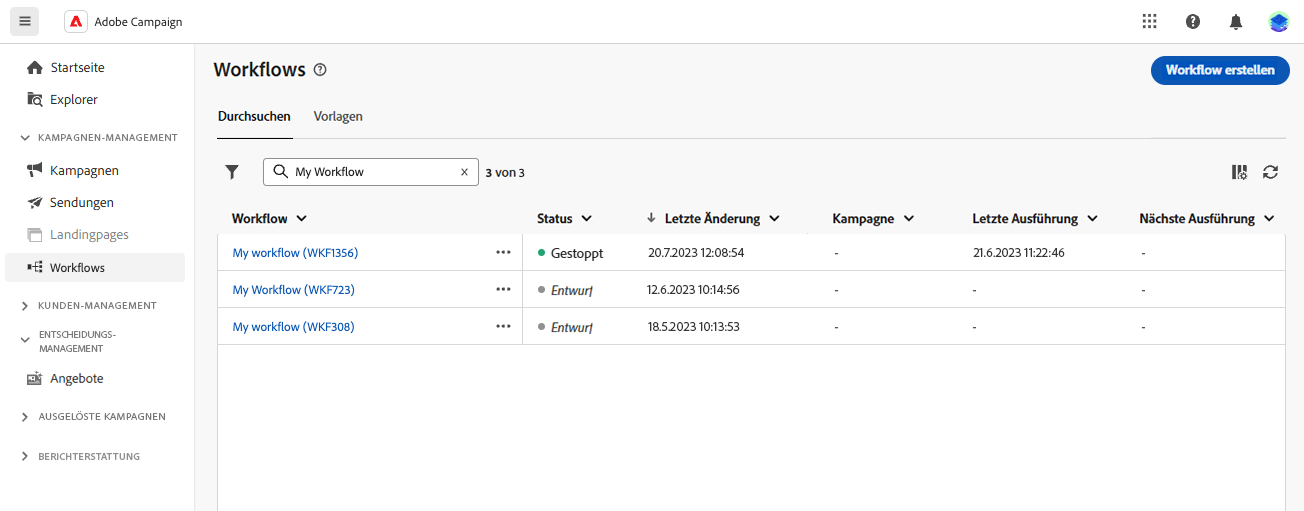 Adobe Campaign
Startseite
Explorer
KAMPAGNEN-MANAGEMENT
Kampagnen
Sendungen
Landingpages
Workflows
KUNDEN-MANAGEMENT
ENTSCHEIDUNGS-
MANAGEMENT
Angebote
AUSGELÖSTE KAMPAGNEN
BERICHTERSTATTUNG
Workflows
Workflow erstellen
Durchsuchen Vorlagen
My Workflow 3 von 3
Workflow Status Letzte Änderung Kampagne Letzte Ausführung Nächste Ausführung
My workflow (WKF1356) Gestoppt 20.7.2023 12:08:54 - 21.6.2023 11:22:46 -
My Workflow (WKF723) Entwurf 12.6.2023 10:14:56 - - -
My workflow (WKF308) Entwurf 18.5.2023 10:13:53 - - -